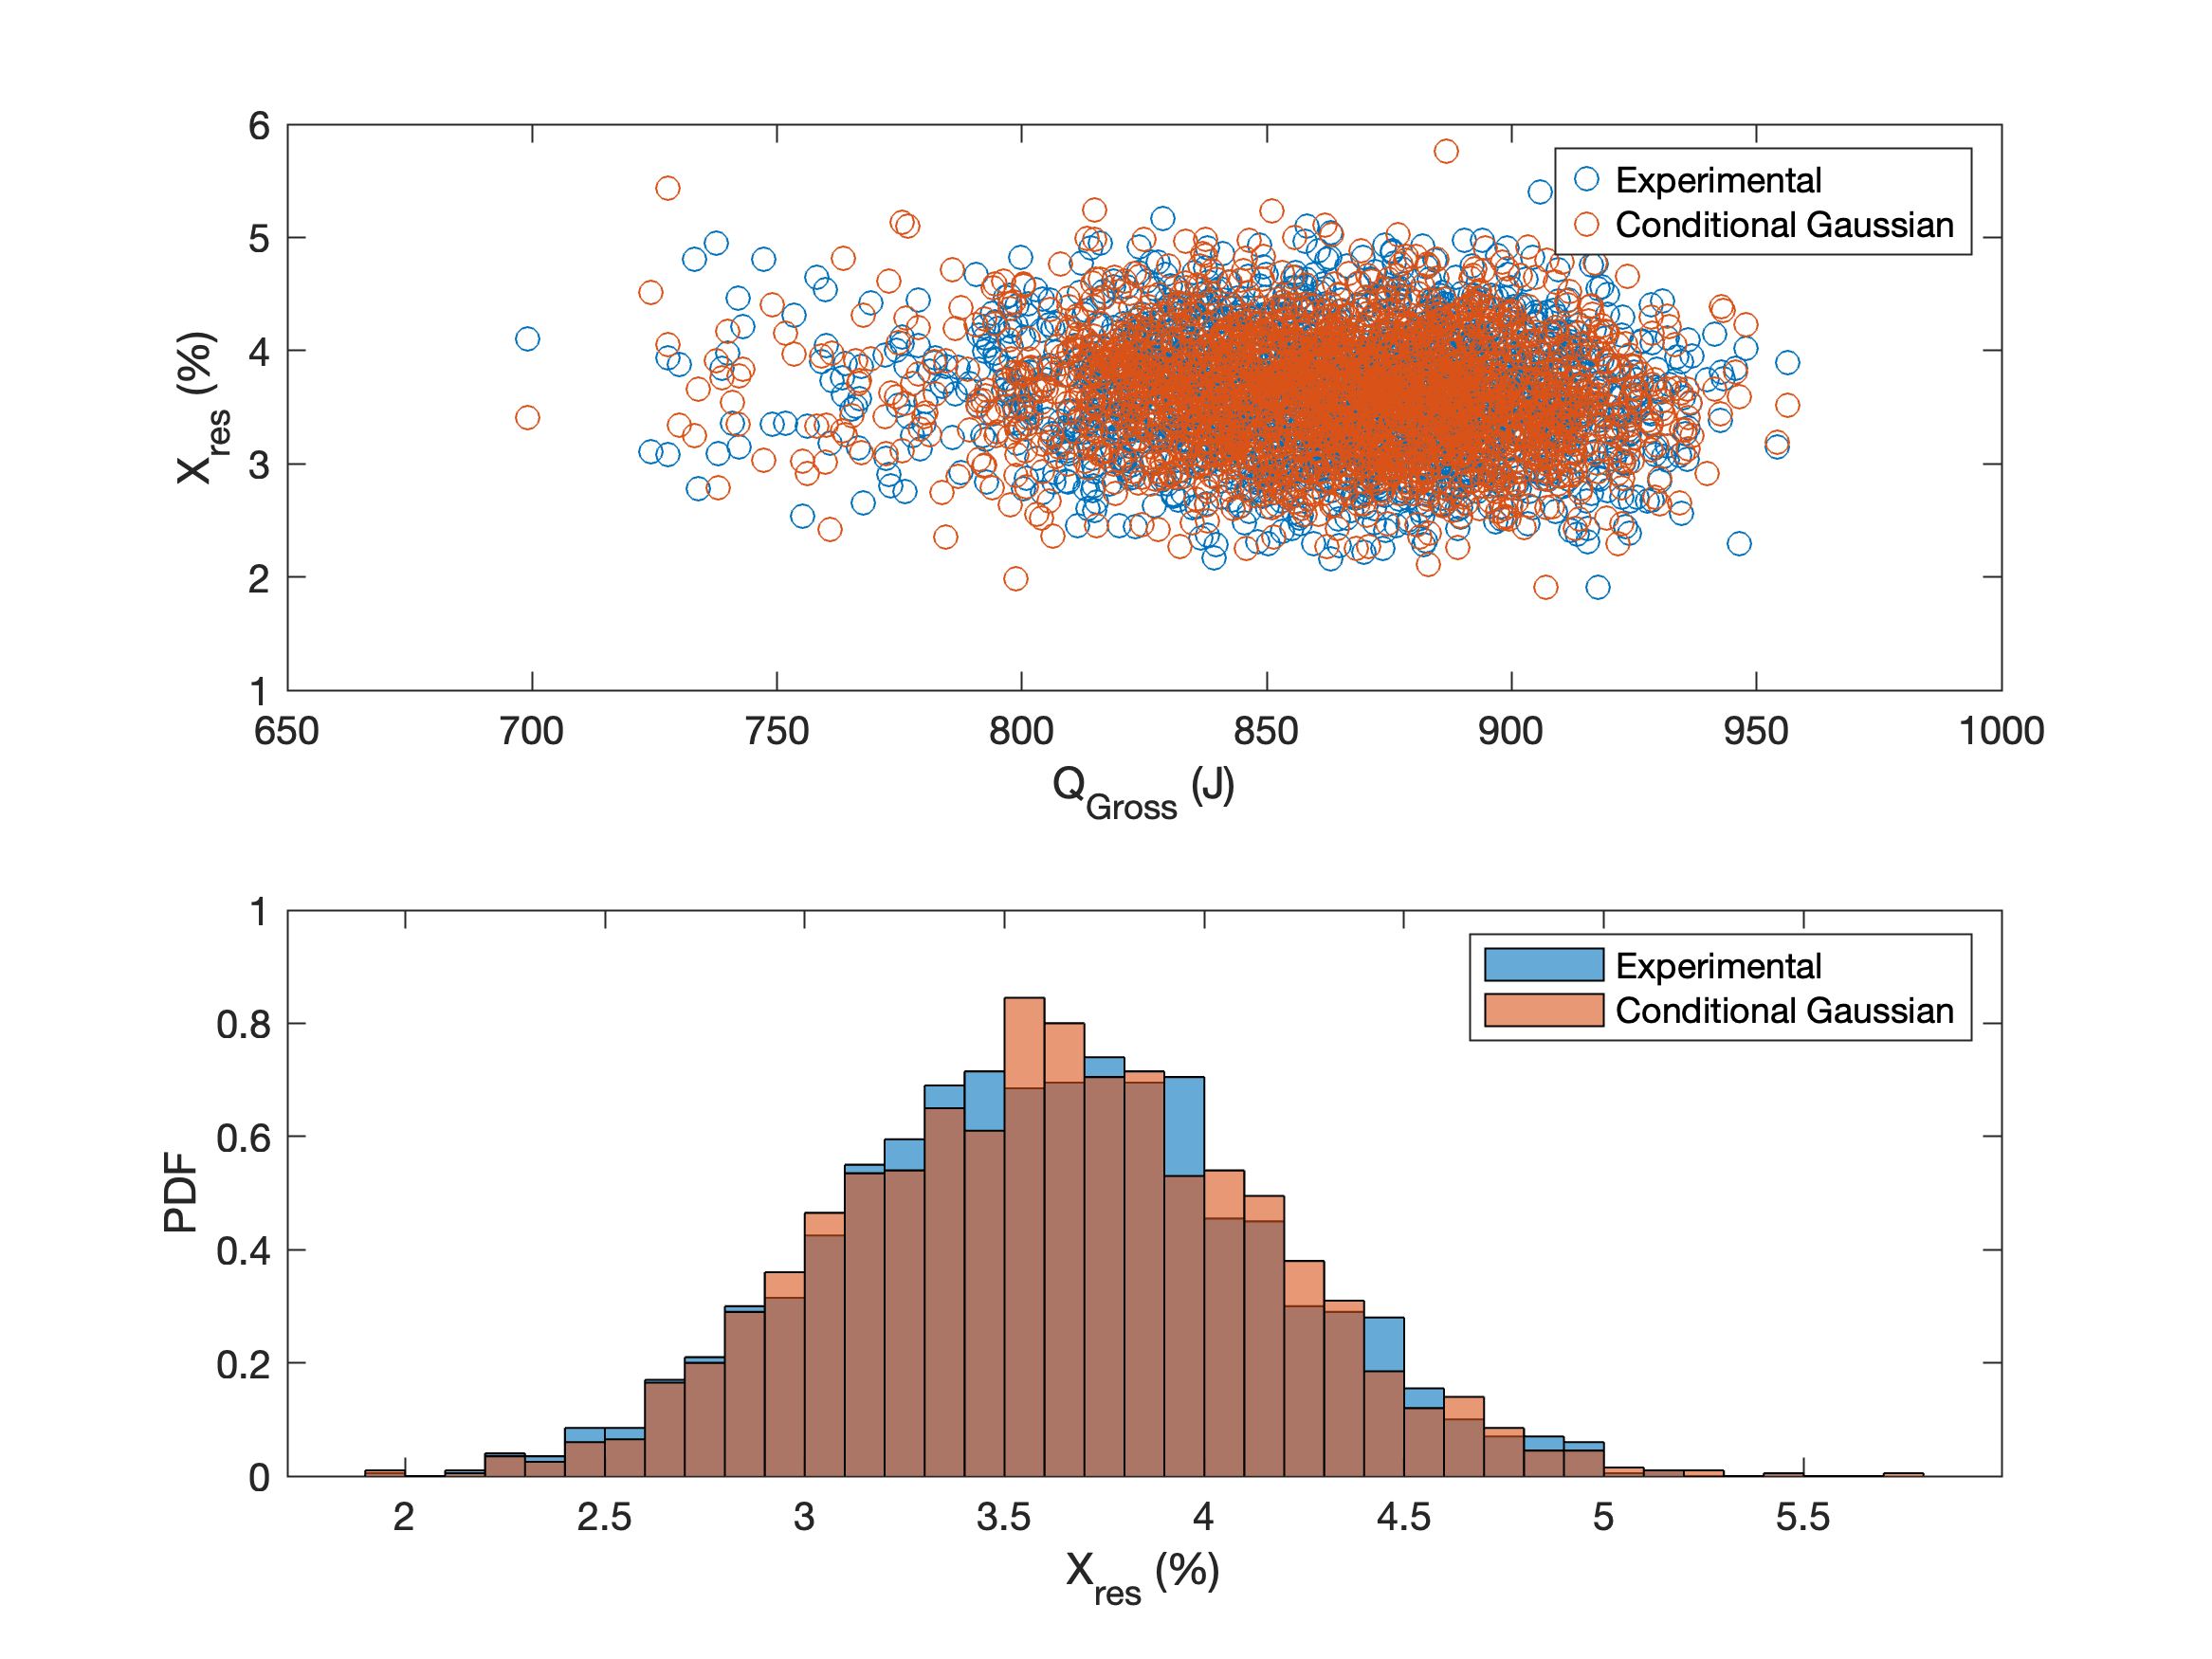 6
5
4
3
2
1
X_res (%)
Experimental
Conditional Gaussian
650 700 750 800 850 900 950 1000
Q_Gross (J)
1
0.8
0.6
0.4
0.2
0
PDF
Experimental
Conditional Gaussian
2 2.5 3 3.5 4 4.5 5 5.5
X_res (%)